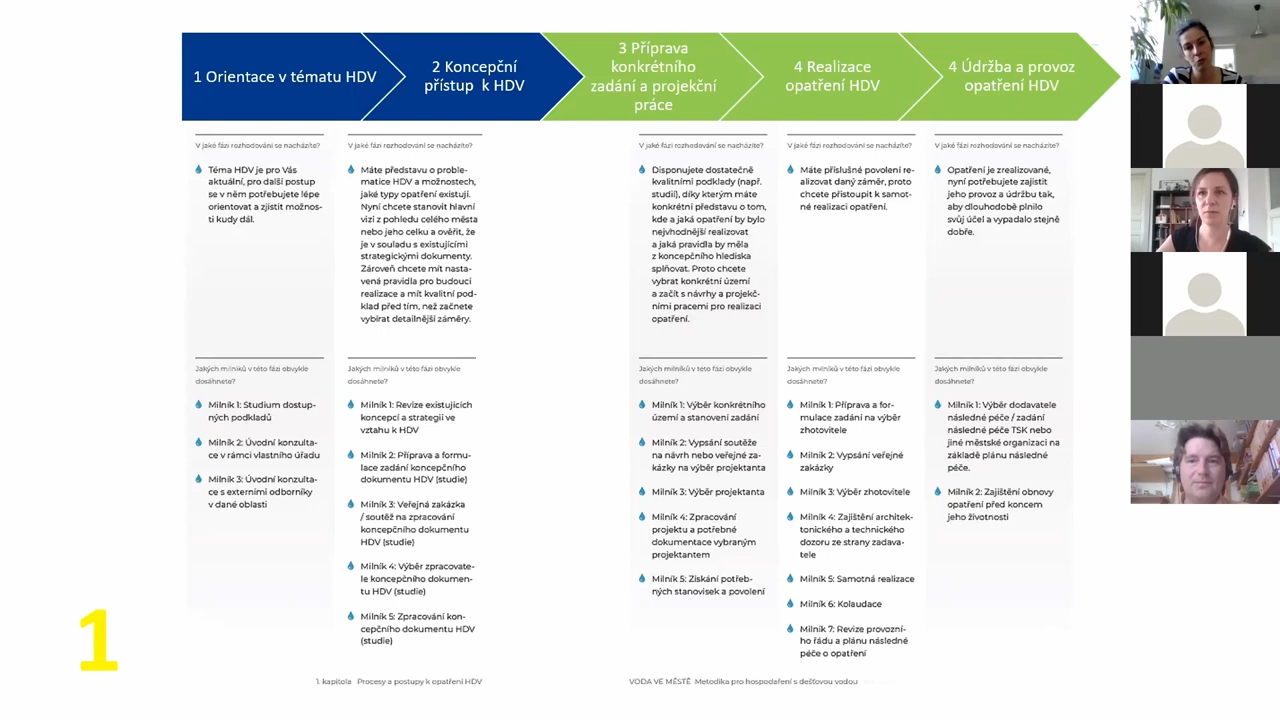 1 Orientace v tématu HDV
2 Koncepční
přístup k HDV
3 Příprava
konkrétního
zadání a projekční
práce
4 Realizace
opatření HDV
4 Údržba a provoz
opatření HDV
V jaké fázi rozhodování se nacházíte?
Téma HDV je pro Vás
aktuální, pro další postup
se v něm potřebujete lépe
orientovat a zjistit možnos-
ti kudy dál.
Jakých milníků v této fázi obvykle
dosáhnete?
Milník 1: Studium dostup-
ných podkladů
Milník 2: Úvodní konzulta-
ce v rámci vlastního úřadu
Milník 3: Úvodní konzulta-
ce s externími odborníky
v dané oblasti
V jaké fázi rozhodování se nacházíte?
Máte představu o proble-
matice HDV a možnostech,
jaké typy opatření existují.
Nyní chcete stanovit hlavní
vizi z pohledu celého města
nebo jeho celku a ověřit, že
je v souladu s existujícími
strategickými dokumenty.
Zároveň chcete mít nasta-
vená pravidla pro budoucí
realizace a mít kvalitní pod-
klad před tím, než začnete
vybírat detailnější záměry.
Jakých milníků v této fázi obvykle
dosáhnete?
Milník 1: Revize existujících
koncepcí a strategií ve
vztahu k HDV
Milník 2: Příprava a formu-
lace zadání koncepčního
dokumentu HDV (studie)
Milník 3: Veřejná zakázka
/ soutěž na zpracování
koncepčního dokumentu
HDV (studie)
Milník 4: Výběr zpracovate-
le koncepčního dokumen-
tu HDV (studie)
Milník 5: Zpracování kon-
cepčního dokumentu HDV
(studie)
V jaké fázi rozhodování se nacházíte?
Disponujete dostatečně
kvalitními podklady (např.
studií), díky kterým máte
konkrétní představu o tom,
kde a jaká opatření by bylo
nejvhodnější realizovat
a jaká pravidla by měla
z koncepčního hlediska
splňovat. Proto chcete
vybrat konkrétní území
a začít s návrhy a projekč-
ními pracemi pro realizaci
opatření.
Jakých milníků v této fázi obvykle
dosáhnete?
Milník 1: Výběr konkrétního
území a stanovení zadání
Milník 2: Vypsání soutěže
na návrh nebo veřejné za-
kázky na výběr projektanta
Milník 3: Výběr projektanta
Milník 4: Zpracování
projektu a potřebné
dokumentace vybraným
projektantem
Milník 5: Získání potřeb-
ných stanovisek a povolení
V jaké fázi rozhodování se nacházíte?
Máte příslušné povolení re-
alizovat daný záměr, proto
chcete přistoupit k samot-
né realizaci opatření.
Jakých milníků v této fázi obvykle
dosáhnete?
Milník 1: Příprava a for-
mulace zadání na výběr
zhotovitele
Milník 2: Vypsání veřejné
zakázky
Milník 3: Výběr zhotovitele
Milník 4: Zajištění architek-
tonického a technického
dozoru ze strany zadava-
tele
Milník 5: Samotná realizace
Milník 6: Kolaudace
Milník 7: Revize provozní-
ho řádu a plánu následné
péče o opatření
V jaké fázi rozhodování se nacházíte?
Opatření je zrealizované,
nyní potřebujete zajistit
jeho provoz a údržbu tak,
aby dlouhodobě plnilo
svůj účel a vypadalo stejně
dobře.
Jakých milníků v této fázi obvykle
dosáhnete?
Milník 1: Výběr dodavatele
následné péče / zadání
následné péče TSK nebo
jiné městské organizaci na
základě plánu následné
péče.
Milník 2: Zajištění obnovy
opatření před koncem
jeho životnosti
1
1. kapitola Procesy a postupy k opatření HDV
VODA VE MĚSTĚ Metodika pro hospodaření s dešťovou vodou